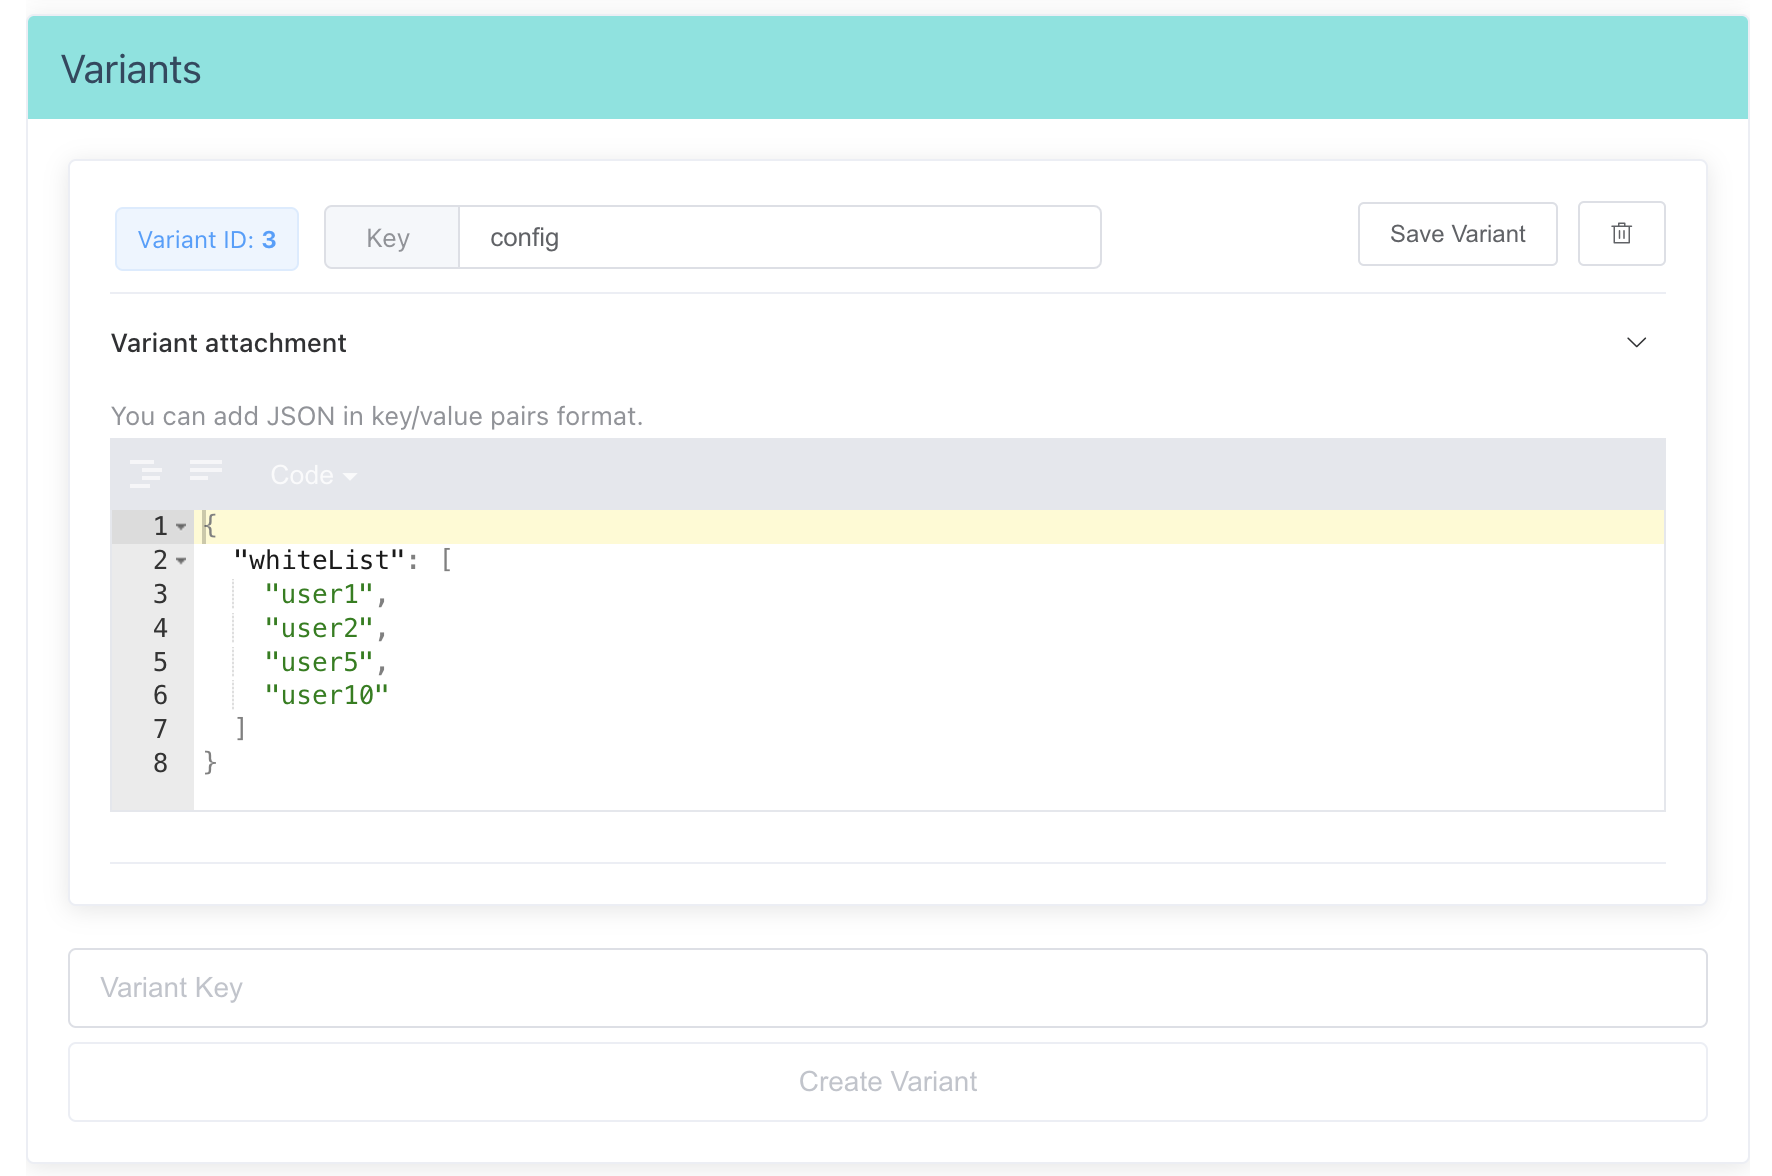 Variants
Variant ID: 3 Key config Save Variant
Variant attachment
You can add JSON in key/value pairs format.
Code
1 {
2 "whiteList": [
3 "user1",
4 "user2",
5 "user5",
6 "user10"
7 ]
8 }
Variant Key
Create Variant